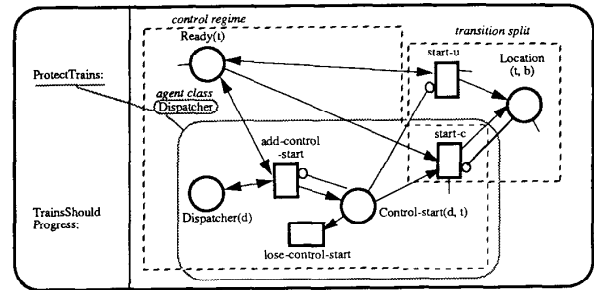 control regime
Ready(t)
transition split
start-u
Location
(t, b)
ProtectTrains:
agent class
Dispatcher
start-c
add-control
-start
TrainsShould
Progress:
Dispatcher(d)
Control-start(d, t)
lose-control-start